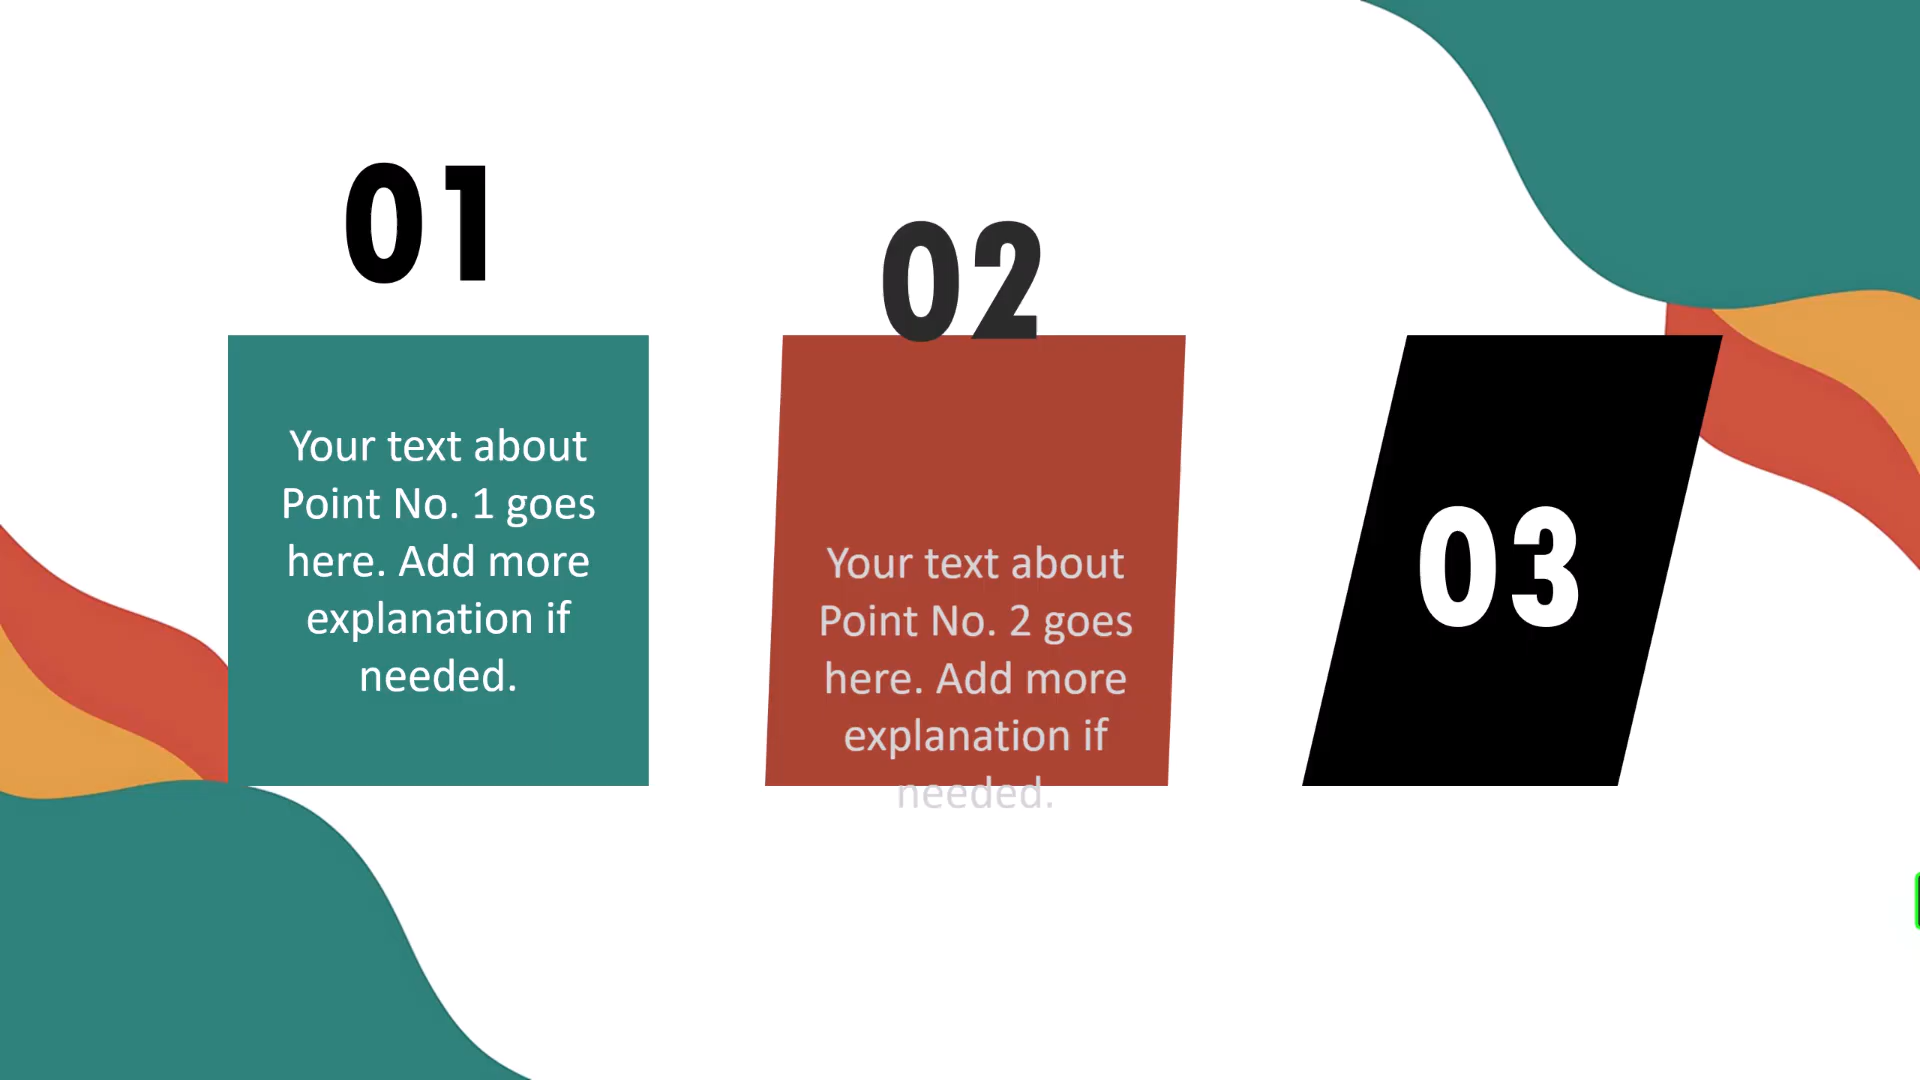 01
Your text about
Point No. 1 goes
here. Add more
explanation if
needed.
02
Your text about
Point No. 2 goes
here. Add more
explanation if
needed.
03